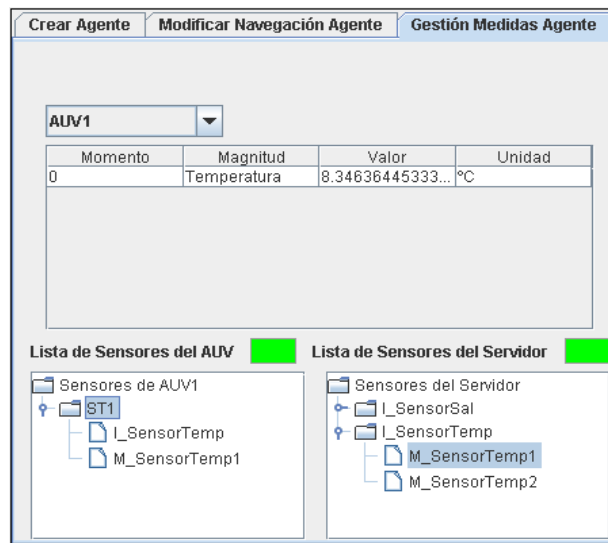 Crear Agente Modificar Navegación Agente Gestión Medidas Agente
AUV1
Momento Magnitud Valor Unidad
0 Temperatura 8.34636445333... °C
Lista de Sensores del AUV Lista de Sensores del Servidor
Sensores de AUV1
ST1
I_SensorTemp
M_SensorTemp1
Sensores del Servidor
I_SensorSal
I_SensorTemp
M_SensorTemp1
M_SensorTemp2